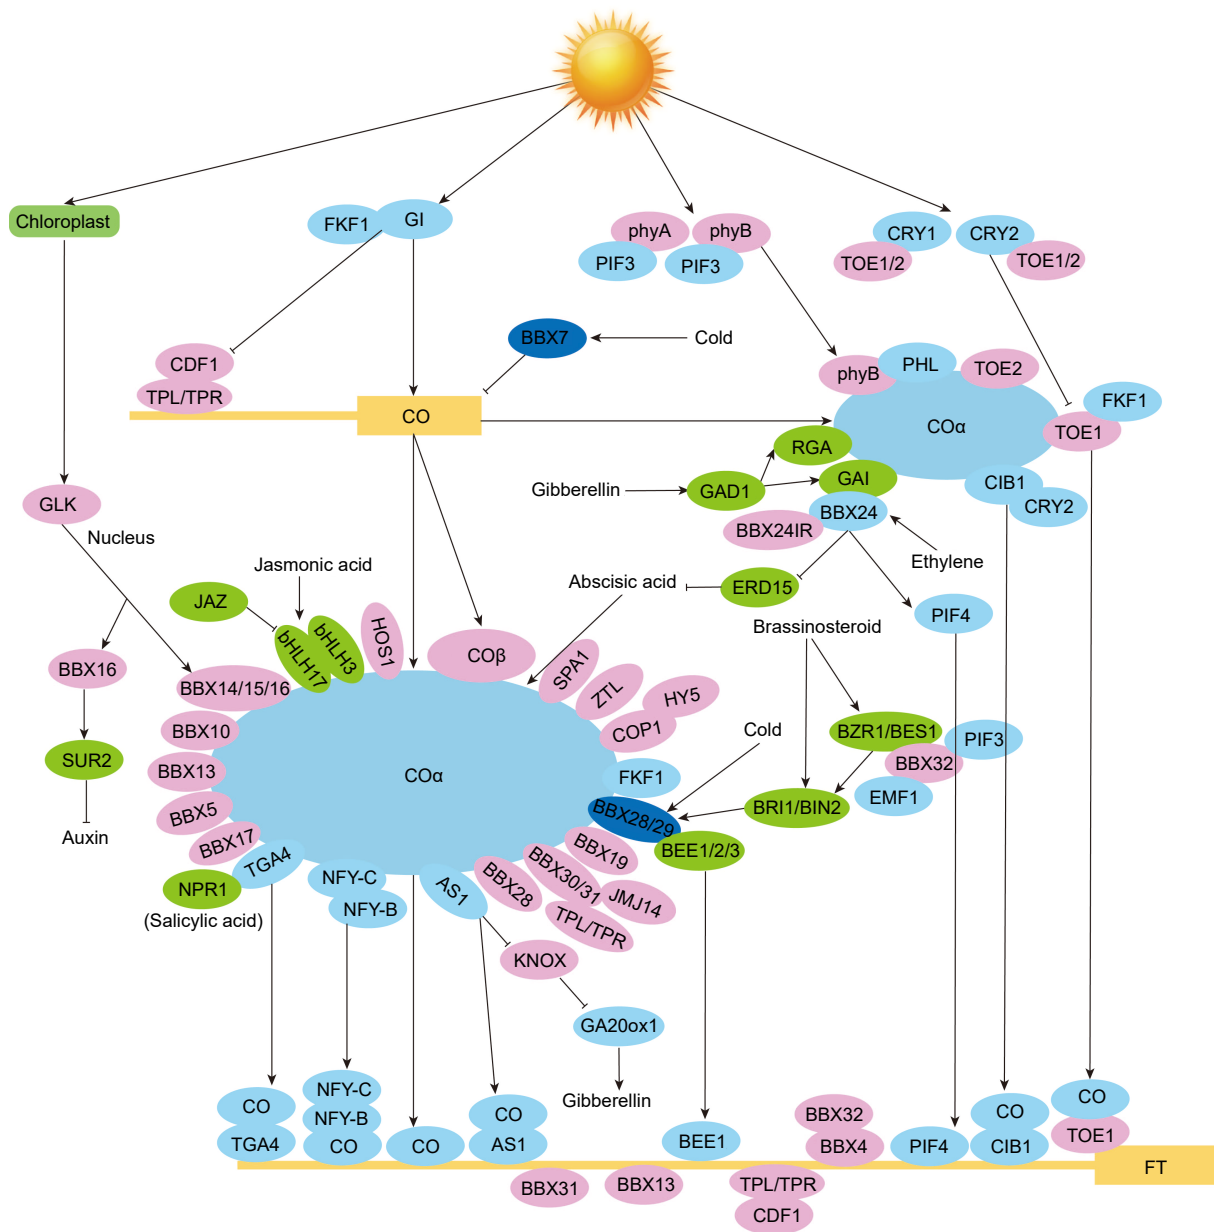 Chloroplast
FKF1
GI
phyA
phyB
PIF3
PIF3
CRY1
CRY2
TOE1/2
TOE1/2
BBX7
Cold
CDF1
TPL/TPR
CO
phyB
PHL
TOE2
FKF1
TOE1
COα
RGA
GAI
CIB1
CRY2
Gibberellin
GAD1
BBX24
BBX24IR
Ethylene
GLK
Nucleus
Jasmonic acid
Abscisic acid
ERD15
PIF4
JAZ
bHLH17
bHLH3
HOS1
COβ
SPA1
ZTL
Brassinosteroid
BBX16
BBX14/15/16
HY5
COP1
BBX10
Cold
BZR1/BES1
PIF3
BBX32
SUR2
BBX13
COα
FKF1
EMF1
BBX5
BBX28/29
BRI1/BIN2
Auxin
BBX17
BBX19
BEE1/2/3
TGA4
NFY-C
AS1
BBX28
BBX30/31
JMJ14
NPR1
NFY-B
TPL/TPR
(Salicylic acid)
KNOX
GA20ox1
Gibberellin
CO
TGA4
NFY-C
NFY-B
CO
CO
CO
AS1
BEE1
BBX32
BBX4
PIF4
CO
CIB1
CO
TOE1
FT
BBX31
BBX13
TPL/TPR
CDF1